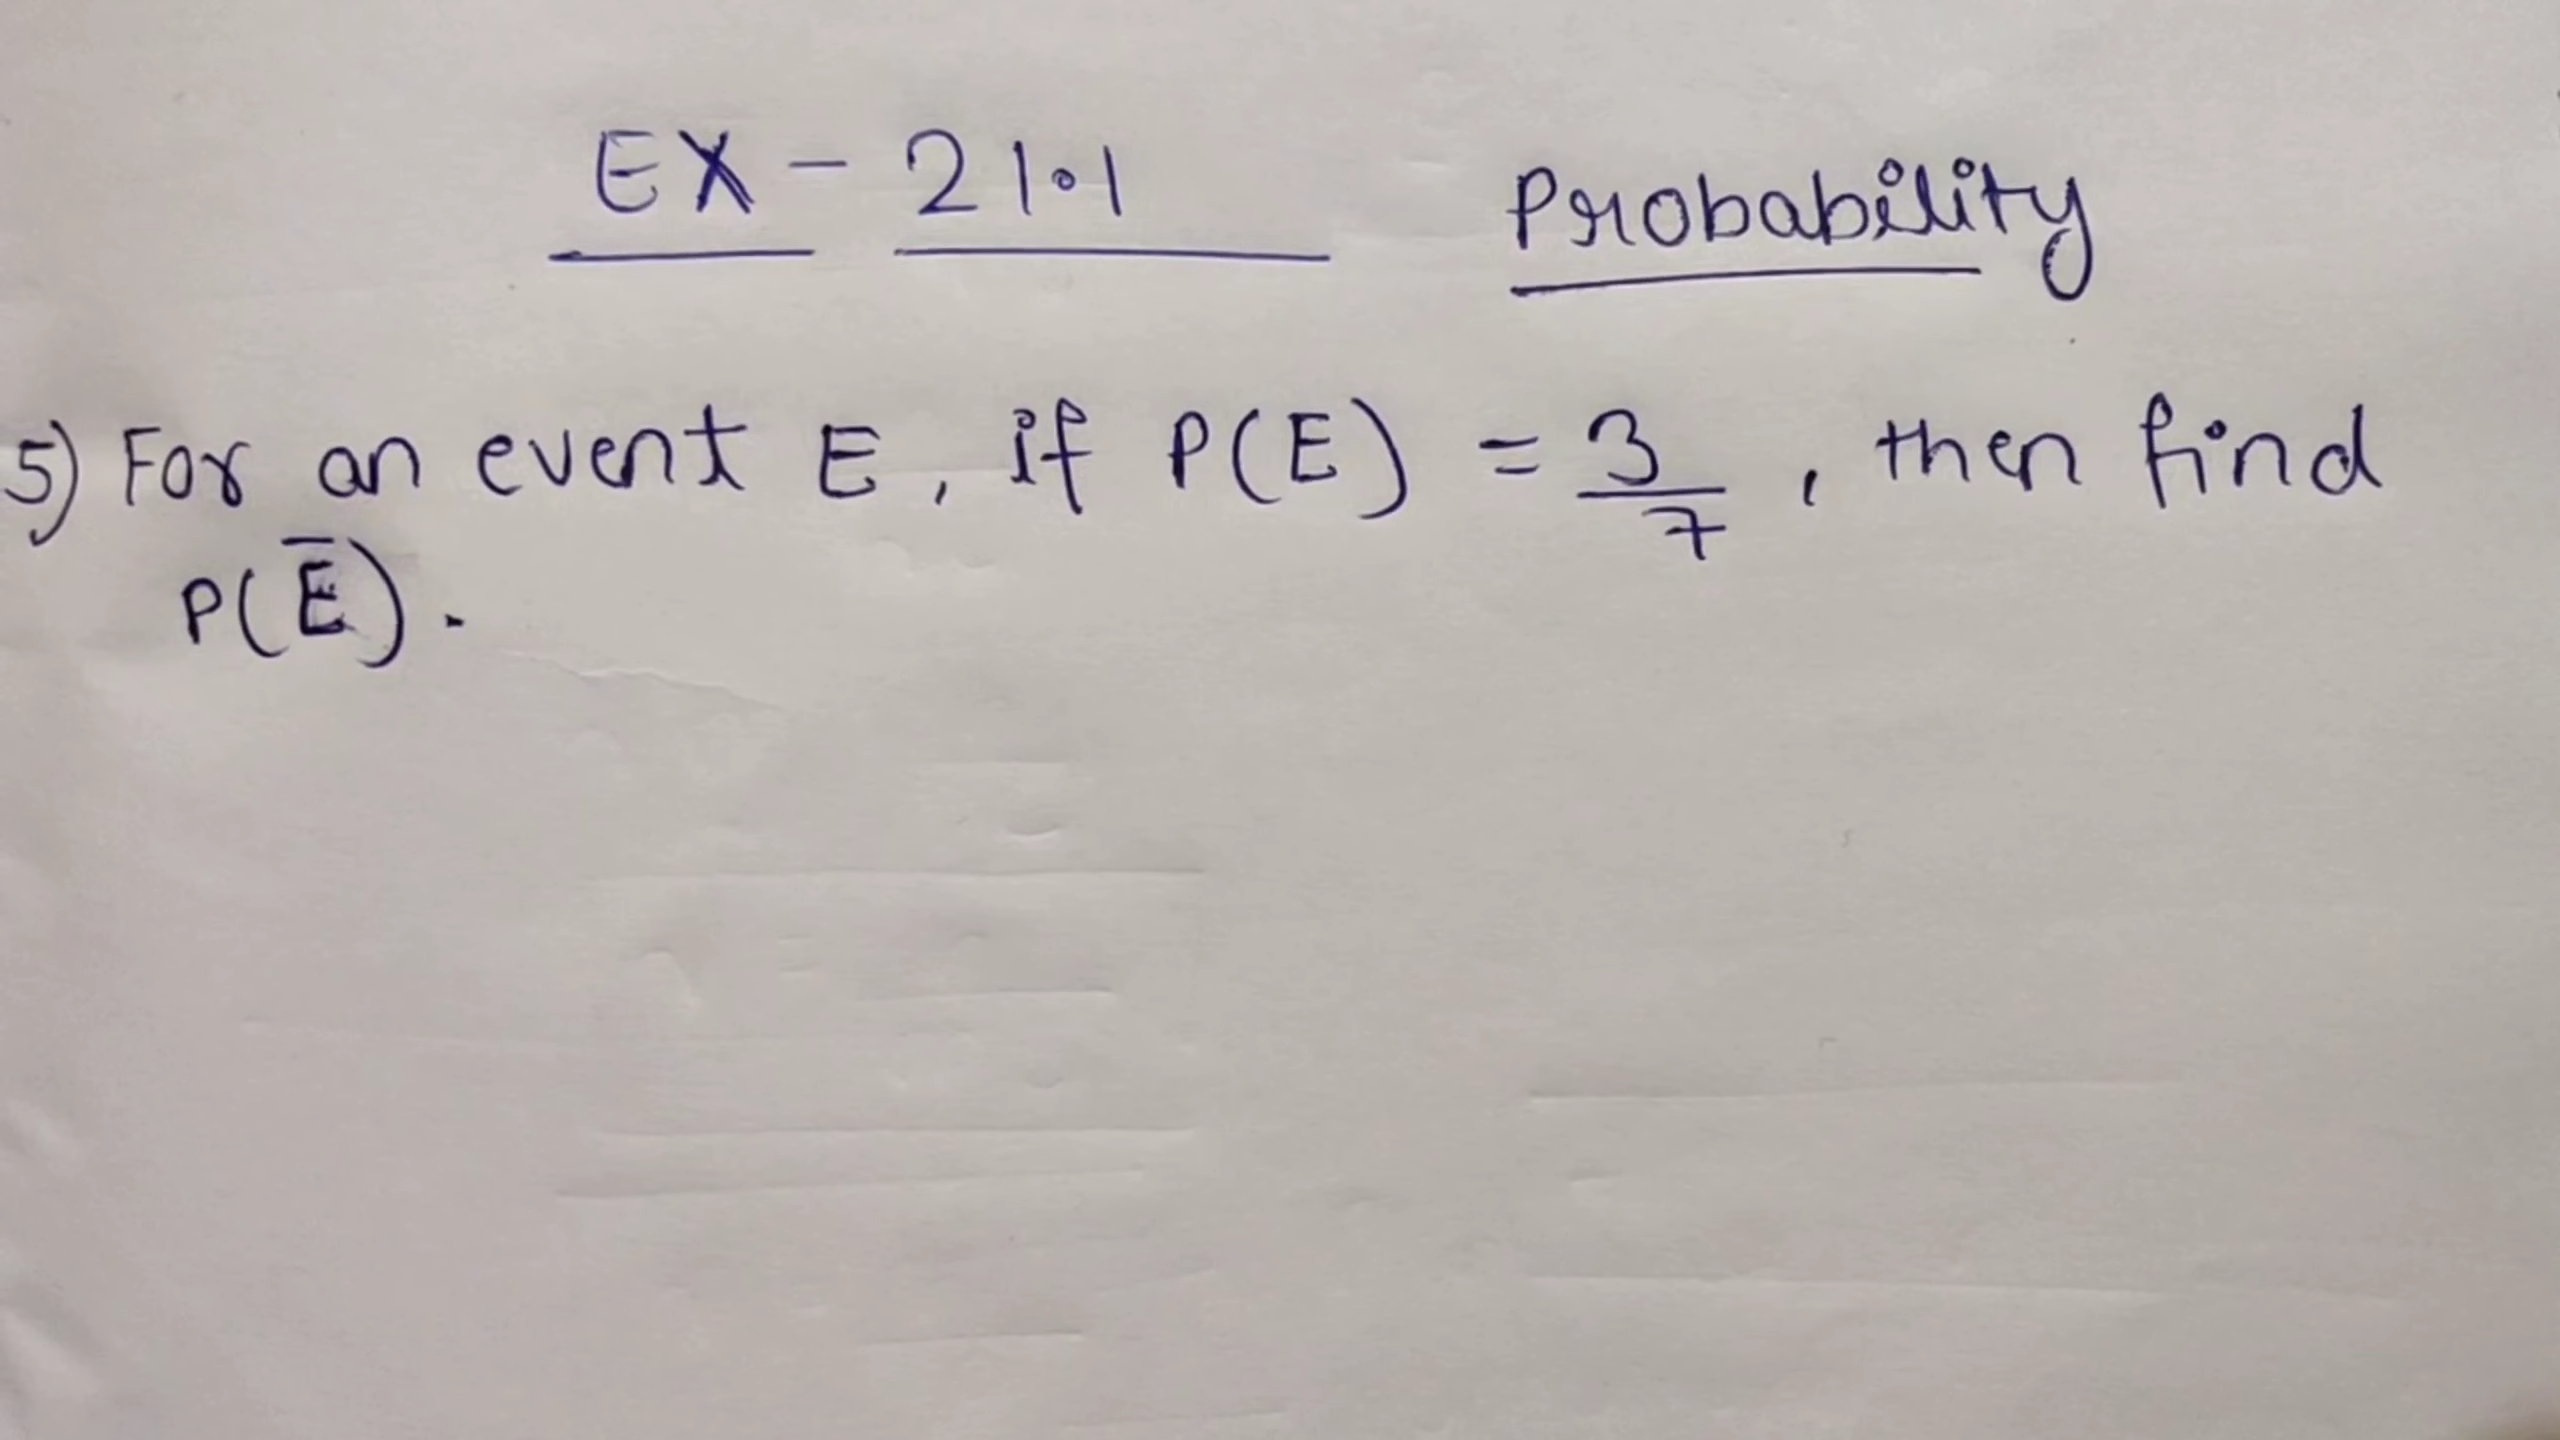 EX - 21.1 Probability
5) For an event E, if P(E) = 3/7, then find
P(E̅).